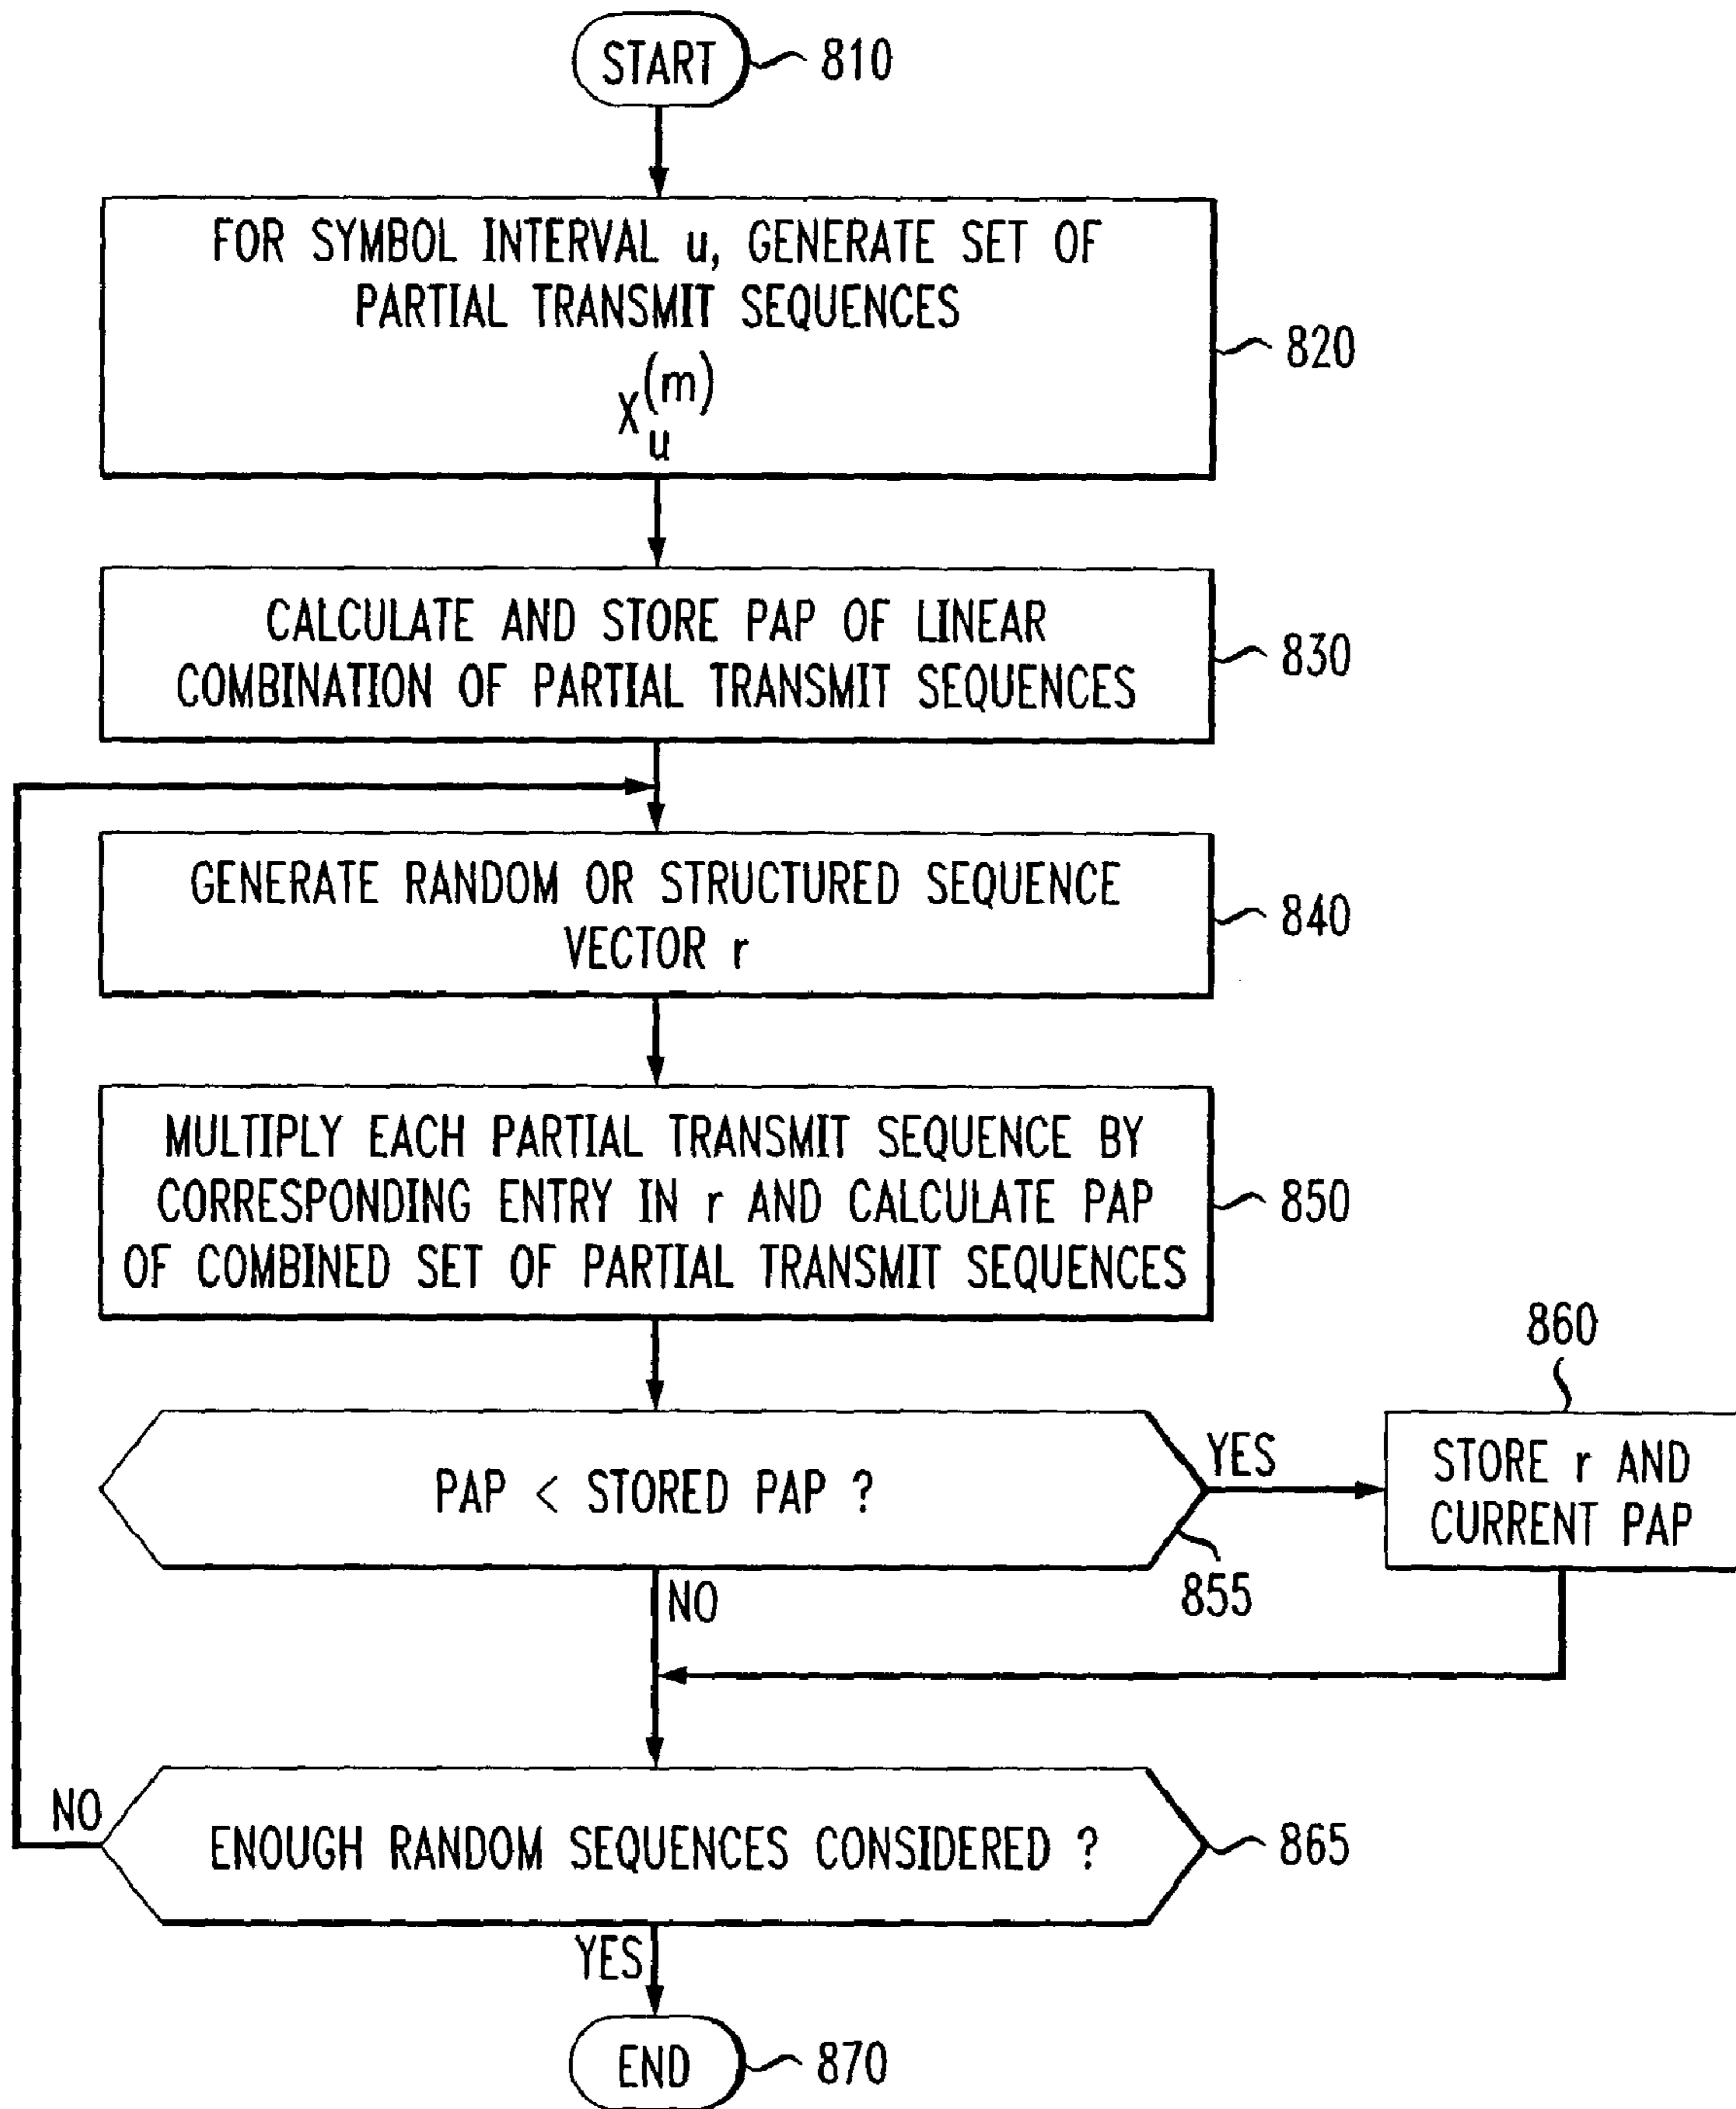 START
810
FOR SYMBOL INTERVAL u, GENERATE SET OF
PARTIAL TRANSMIT SEQUENCES
x_u^(m)
820
CALCULATE AND STORE PAP OF LINEAR
COMBINATION OF PARTIAL TRANSMIT SEQUENCES
830
GENERATE RANDOM OR STRUCTURED SEQUENCE
VECTOR r
840
MULTIPLY EACH PARTIAL TRANSMIT SEQUENCE BY
CORRESPONDING ENTRY IN r AND CALCULATE PAP
OF COMBINED SET OF PARTIAL TRANSMIT SEQUENCES
850
PAP < STORED PAP ?
855
YES
860
STORE r AND
CURRENT PAP
NO
ENOUGH RANDOM SEQUENCES CONSIDERED ?
865
NO
YES
END
870